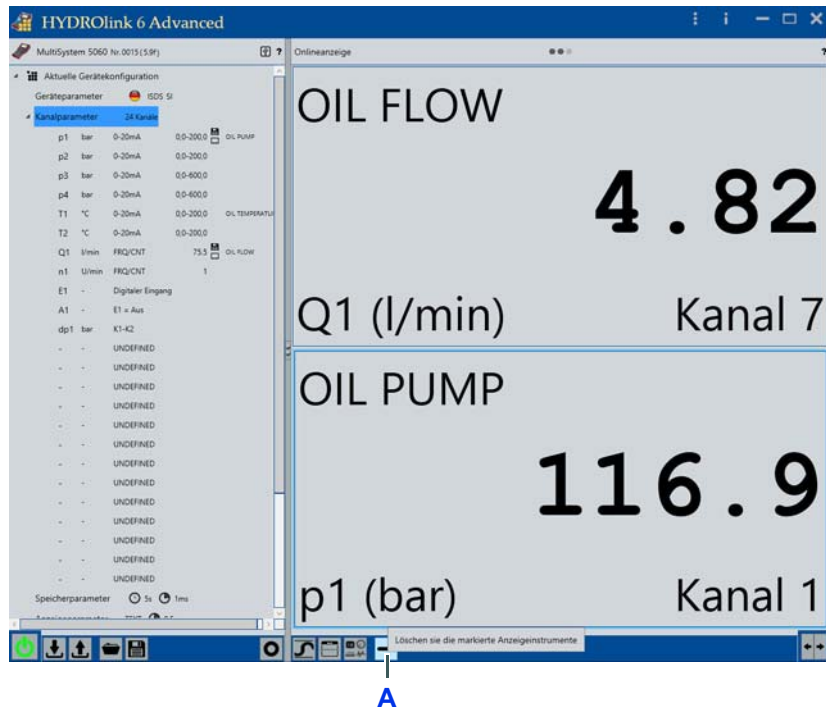 HYDROlink 6 Advanced
MultiSystem 5060 Nr.0015(5.9f)
?
Onlineanzeige
?
Aktuelle Gerätekonfiguration
Geräteparameter ISDS SI
Kanalparameter 24 Kanäle
p1 bar 0-20mA 0,0-200,0 OIL PUMP
p2 bar 0-20mA 0,0-200,0
p3 bar 0-20mA 0,0-600,0
p4 bar 0-20mA 0,0-600,0
T1 °C 0-20mA 0,0-200,0 OIL TEMPERATUR
T2 °C 0-20mA 0,0-200,0
Q1 l/min FRQ/CNT 75.5 OIL FLOW
n1 U/min FRQ/CNT 1
E1 - Digitaler Eingang
A1 - E1 = Aus
dp1 bar K1-K2
- - UNDEFINED
- - UNDEFINED
- - UNDEFINED
- - UNDEFINED
- - UNDEFINED
- - UNDEFINED
- - UNDEFINED
- - UNDEFINED
- - UNDEFINED
- - UNDEFINED
- - UNDEFINED
- - UNDEFINED
- - UNDEFINED
Speicherparameter 5s 1ms
OIL FLOW
4.82
Q1 (l/min) Kanal 7
OIL PUMP
116.9
p1 (bar) Kanal 1
Löschen sie die markierte Anzeigeinstrumente
A